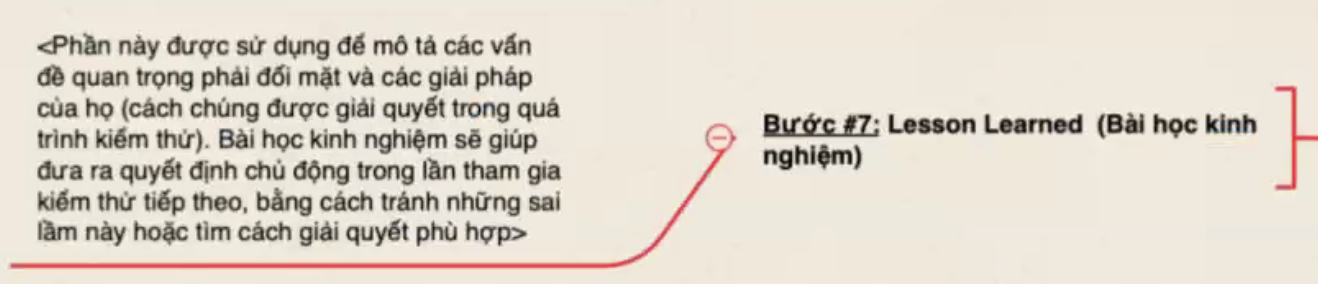 <Phần này được sử dụng để mô tả các vấn
đề quan trọng phải đối mặt và các giải pháp
của họ (cách chúng được giải quyết trong quá
trình kiểm thử). Bài học kinh nghiệm sẽ giúp
đưa ra quyết định chủ động trong lần tham gia
kiểm thử tiếp theo, bằng cách tránh những sai
lầm này hoặc tìm cách giải quyết phù hợp>
Bước #7: Lesson Learned (Bài học kinh
nghiệm)